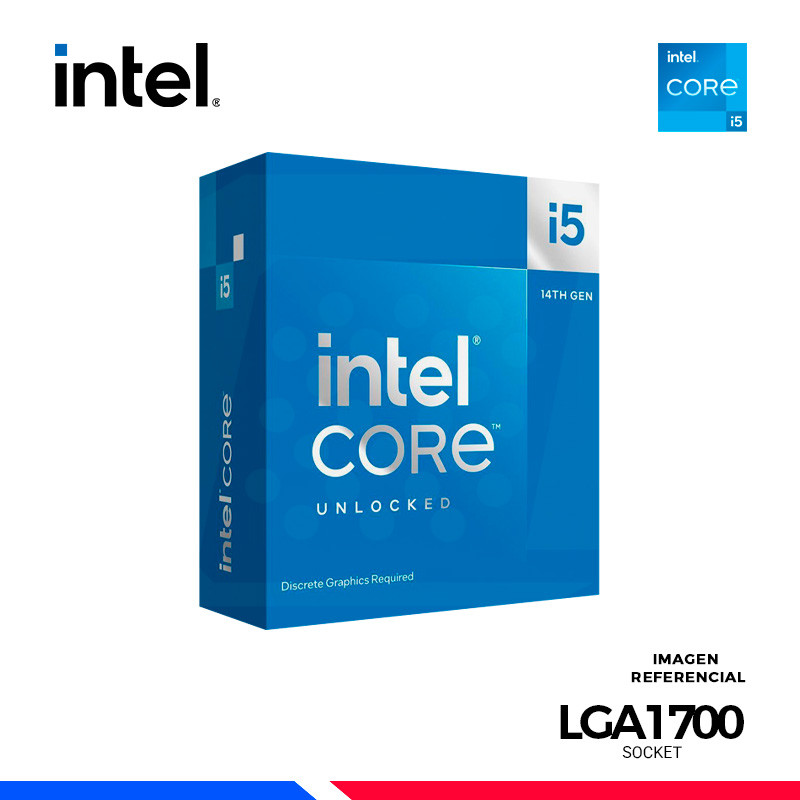 intel®
intel
CORE
i5
i5
14TH GEN
i5
intel CORE
intel®
CORE™
UNLOCKED
Discrete Graphics Required
IMAGEN
REFERENCIAL
LGA1700
SOCKET